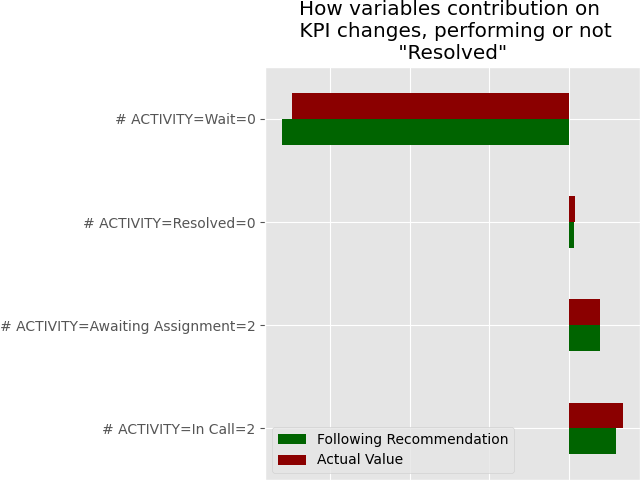 How variables contribution on
KPI changes, performing or not
"Resolved"
# ACTIVITY=Wait=0
# ACTIVITY=Resolved=0
# ACTIVITY=Awaiting Assignment=2
# ACTIVITY=In Call=2
Following Recommendation
Actual Value